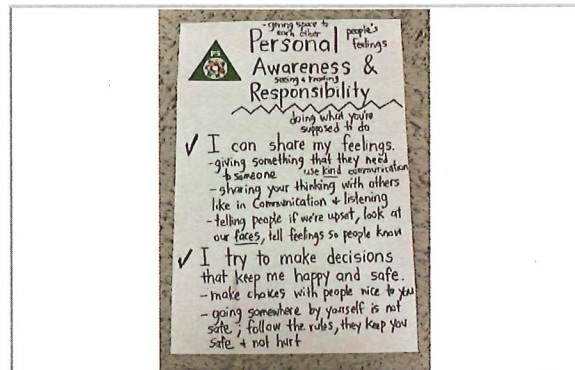 -giving space to
each other
people's
feelings
PS
Personal
Awareness &
seeing & knowing
Responsibility
doing what you're
supposed to do
✓ I can share my feelings.
-giving something that they need
to someone
use kind communication
-sharing your thinking with others
like in Communication & listening
-telling people if we're upset, look at
our faces, tell feelings so people know
✓ I try to make decisions
that keep me happy and safe.
-make choices with people nice to you
-going somewhere by yourself is not
safe; follow the rules, they keep you
safe & not hurt